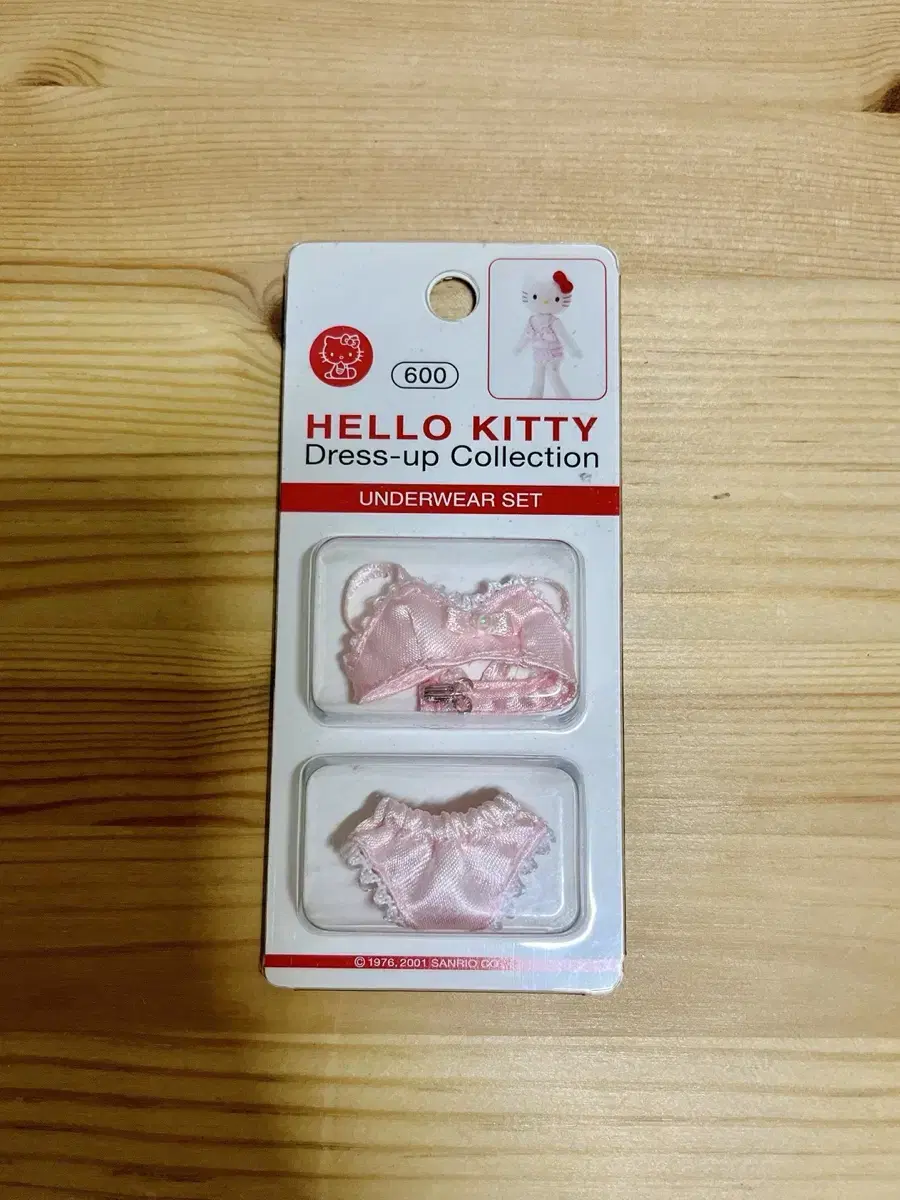 600
HELLO KITTY
Dress-up Collection
UNDERWEAR SET
© 1976, 2001 SANRIO CO.